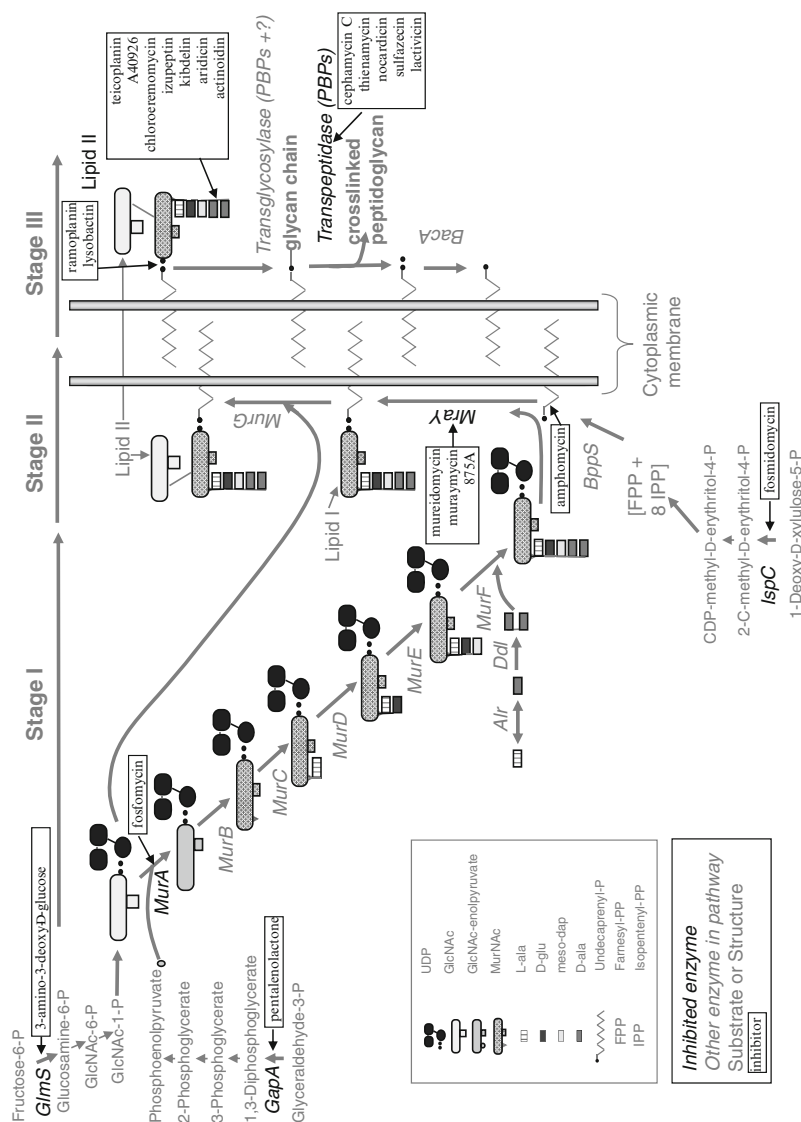 Stage I
Stage II
Stage III
Fructose-6-P
GlmS
3-amino-3-deoxy-D-glucose
Glucosamine-6-P
GlcNAc-6-P
GlcNAc-1-P
Phosphoenolpyruvate
2-Phosphoglycerate
3-Phosphoglycerate
1,3-Diphosphoglycerate
GapA
pentalenolactone
Glyceraldehyde-3-P
MurA
fosfomycin
MurB
MurC
MurD
MurE
MurF
Alr
Ddl
Lipid II
MurG
Lipid I
mureidomycin
muraymycin
875A
MraY
amphomycin
BppS
[FPP +
8 IPP]
CDP-methyl-D-erythritol-4-P
2-C-methyl-D-erythritol-4-P
IspC
fosmidomycin
1-Deoxy-D-xylulose-5-P
Cytoplasmic
membrane
ramoplanin
lysobactin
Lipid II
teicoplanin
A40926
chloroeremomycin
izupeptin
kibdelin
aridicin
actinoidin
Transglycosylase (PBPs +?)
glycan chain
Transpeptidase (PBPs)
crosslinked
peptidoglycan
cephamycin C
thienamycin
nocardicin
sulfazecin
lactivicin
BacA
UDP
GlcNAc
GlcNAc-enolpyruvate
MurNAc
L-ala
D-glu
meso-dap
D-ala
Undecaprenyl-P
FPP Farnesyl-PP
IPP Isopentenyl-PP
Inhibited enzyme
Other enzyme in pathway
Substrate or Structure
inhibitor